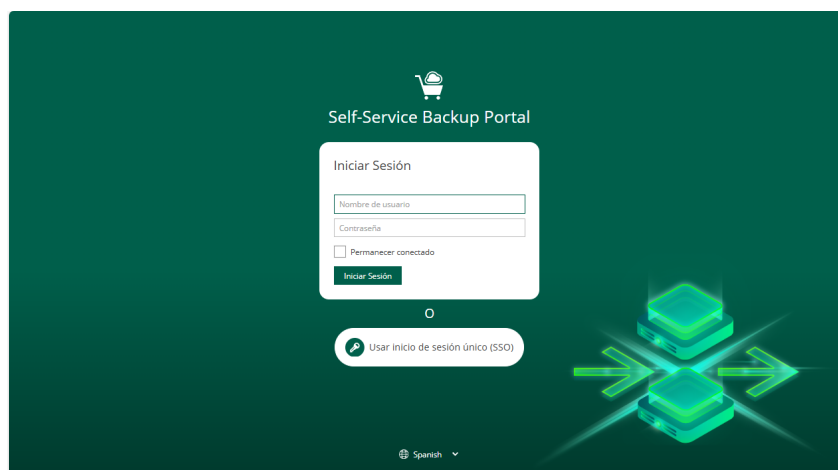 Self-Service Backup Portal
Iniciar Sesión
Nombre de usuario
Contraseña
Permanecer conectado
Iniciar Sesión
O
Usar inicio de sesión único (SSO)
Spanish